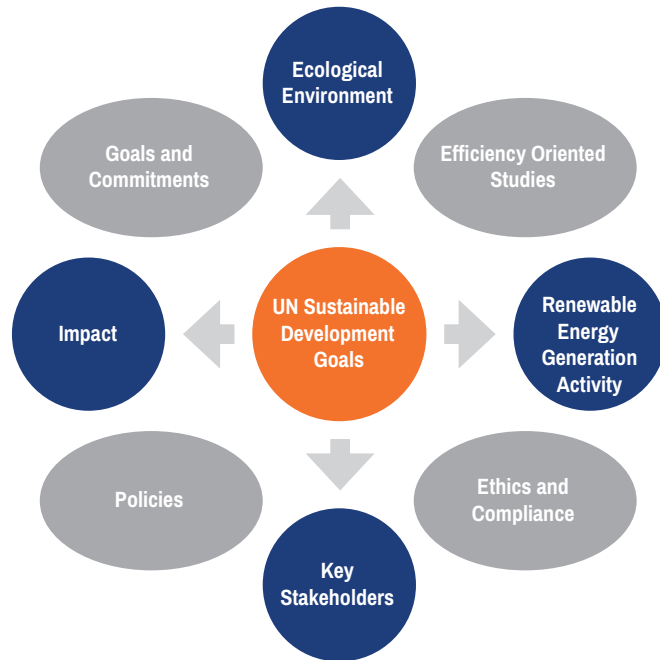 Ecological
Environment
Goals and
Commitments
Efficiency Oriented
Studies
Impact
UN Sustainable
Development
Goals
Renewable
Energy
Generation
Activity
Policies
Ethics and
Compliance
Key
Stakeholders